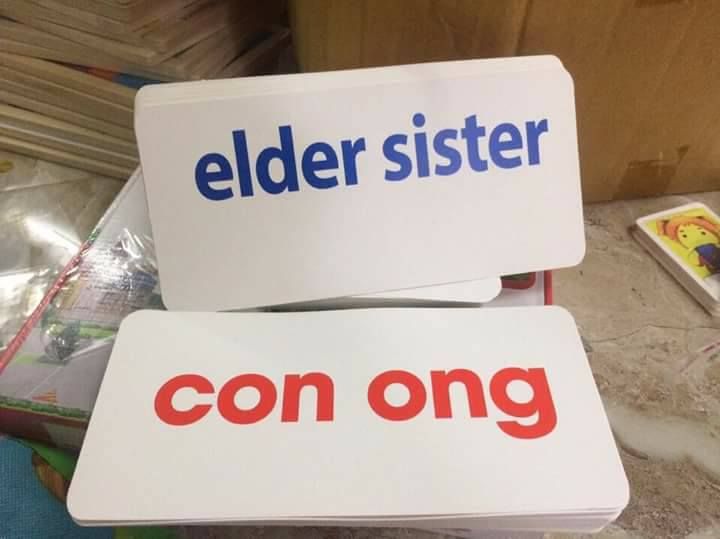 elder sister
con ong